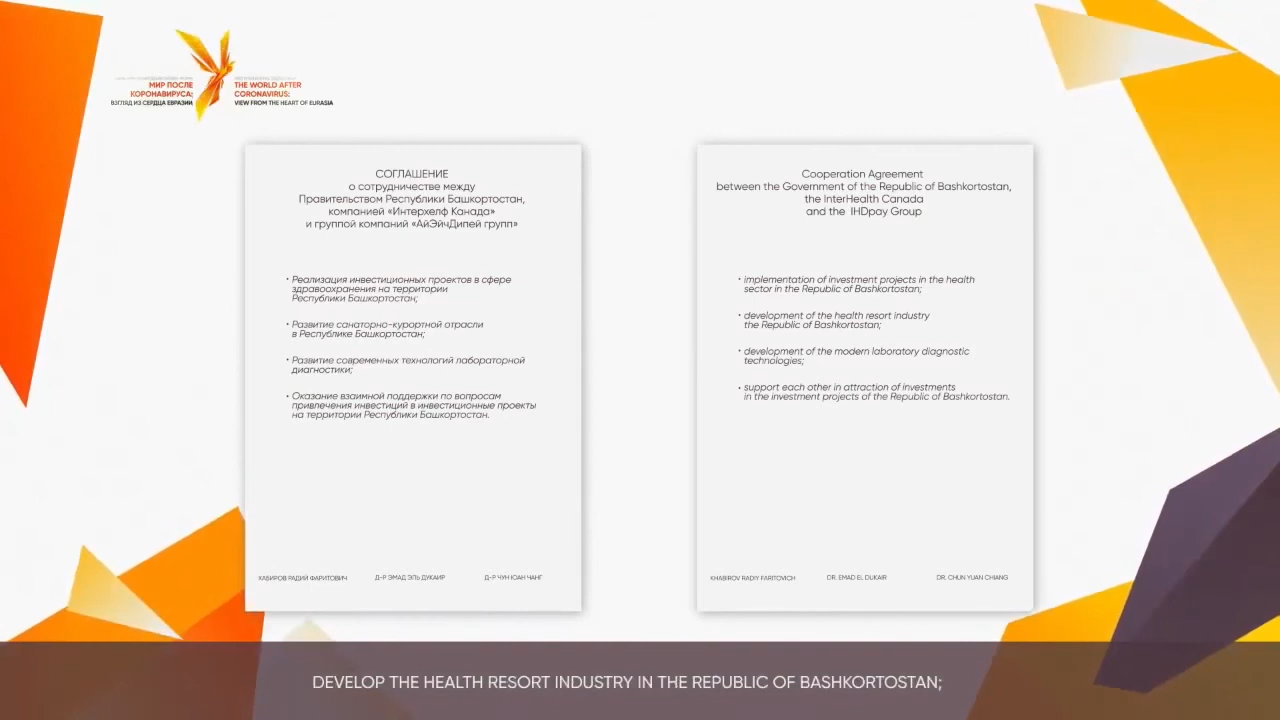 МИР ПОСЛЕ
КОРОНАВИРУСА:
ВЗГЛЯД ИЗ СЕРДЦА ЕВРАЗИИ
THE WORLD AFTER
CORONAVIRUS:
VIEW FROM THE HEART OF EURASIA
СОГЛАШЕНИЕ
о сотрудничестве между
Правительством Республики Башкортостан,
компанией «Интерхелф Канада»
и группой компаний «АйЭйчДипей групп»
• Реализация инвестиционных проектов в сфере
здравоохранения на территории
Республики Башкортостан;
• Развитие санаторно-курортной отрасли
в Республике Башкортостан;
• Развитие современных технологий лабораторной
диагностики;
• Оказание взаимной поддержки по вопросам
привлечения инвестиций в инвестиционные проекты
на территории Республики Башкортостан.
ХАБИРОВ РАДИЙ ФАРИТОВИЧ
Д-Р ЭМАД ЭЛЬ ДУКАИР
Д-Р ЧУН ЮАН ЧАНГ
Cooperation Agreement
between the Government of the Republic of Bashkortostan,
the InterHealth Canada
and the IHDpay Group
• implementation of investment projects in the health
sector in the Republic of Bashkortostan;
• development of the health resort industry
the Republic of Bashkortostan;
• development of the modern laboratory diagnostic
technologies;
• support each other in attraction of investments
in the investment projects of the Republic of Bashkortostan.
KHABIROV RADIY FARITOVICH
DR. EMAD EL DUKAIR
DR. CHUN YUAN CHIANG
DEVELOP THE HEALTH RESORT INDUSTRY IN THE REPUBLIC OF BASHKORTOSTAN;